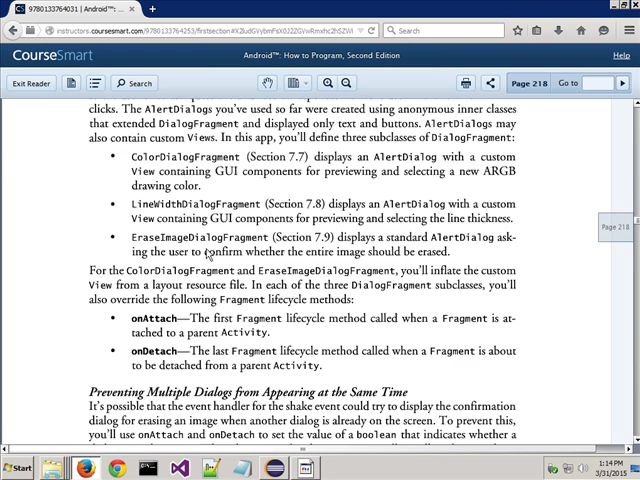 9780133764031 | Android™: ...
instructors.coursesmart.com/9780133764253/firstsection#
CourseSmart
Android™: How to Program, Second Edition
Help
Exit Reader
Search
Page 218
Go to:
clicks. The AlertDialogs you've used so far were created using anonymous inner classes
that extended DialogFragment and displayed only text and buttons. AlertDialogs may
also contain custom Views. In this app, you'll define three subclasses of DialogFragment:
• ColorDialogFragment (Section 7.7) displays an AlertDialog with a custom
View containing GUI components for previewing and selecting a new ARGB
drawing color.
• LineWidthDialogFragment (Section 7.8) displays an AlertDialog with a custom
View containing GUI components for previewing and selecting the line thickness.
• EraseImageDialogFragment (Section 7.9) displays a standard AlertDialog ask-
ing the user to confirm whether the entire image should be erased.
For the ColorDialogFragment and EraseImageDialogFragment, you'll inflate the custom
View from a layout resource file. In each of the three DialogFragment subclasses, you'll
also override the following Fragment lifecycle methods:
• onAttach—The first Fragment lifecycle method called when a Fragment is at-
tached to a parent Activity.
• onDetach—The last Fragment lifecycle method called when a Fragment is about
to be detached from a parent Activity.
Page 218
Preventing Multiple Dialogs from Appearing at the Same Time
It's possible that the event handler for the shake event could try to display the confirmation
dialog for erasing an image when another dialog is already on the screen. To prevent this,
you'll use onAttach and onDetach to set the value of a boolean that indicates whether a
Start
1:14 PM
3/31/2015